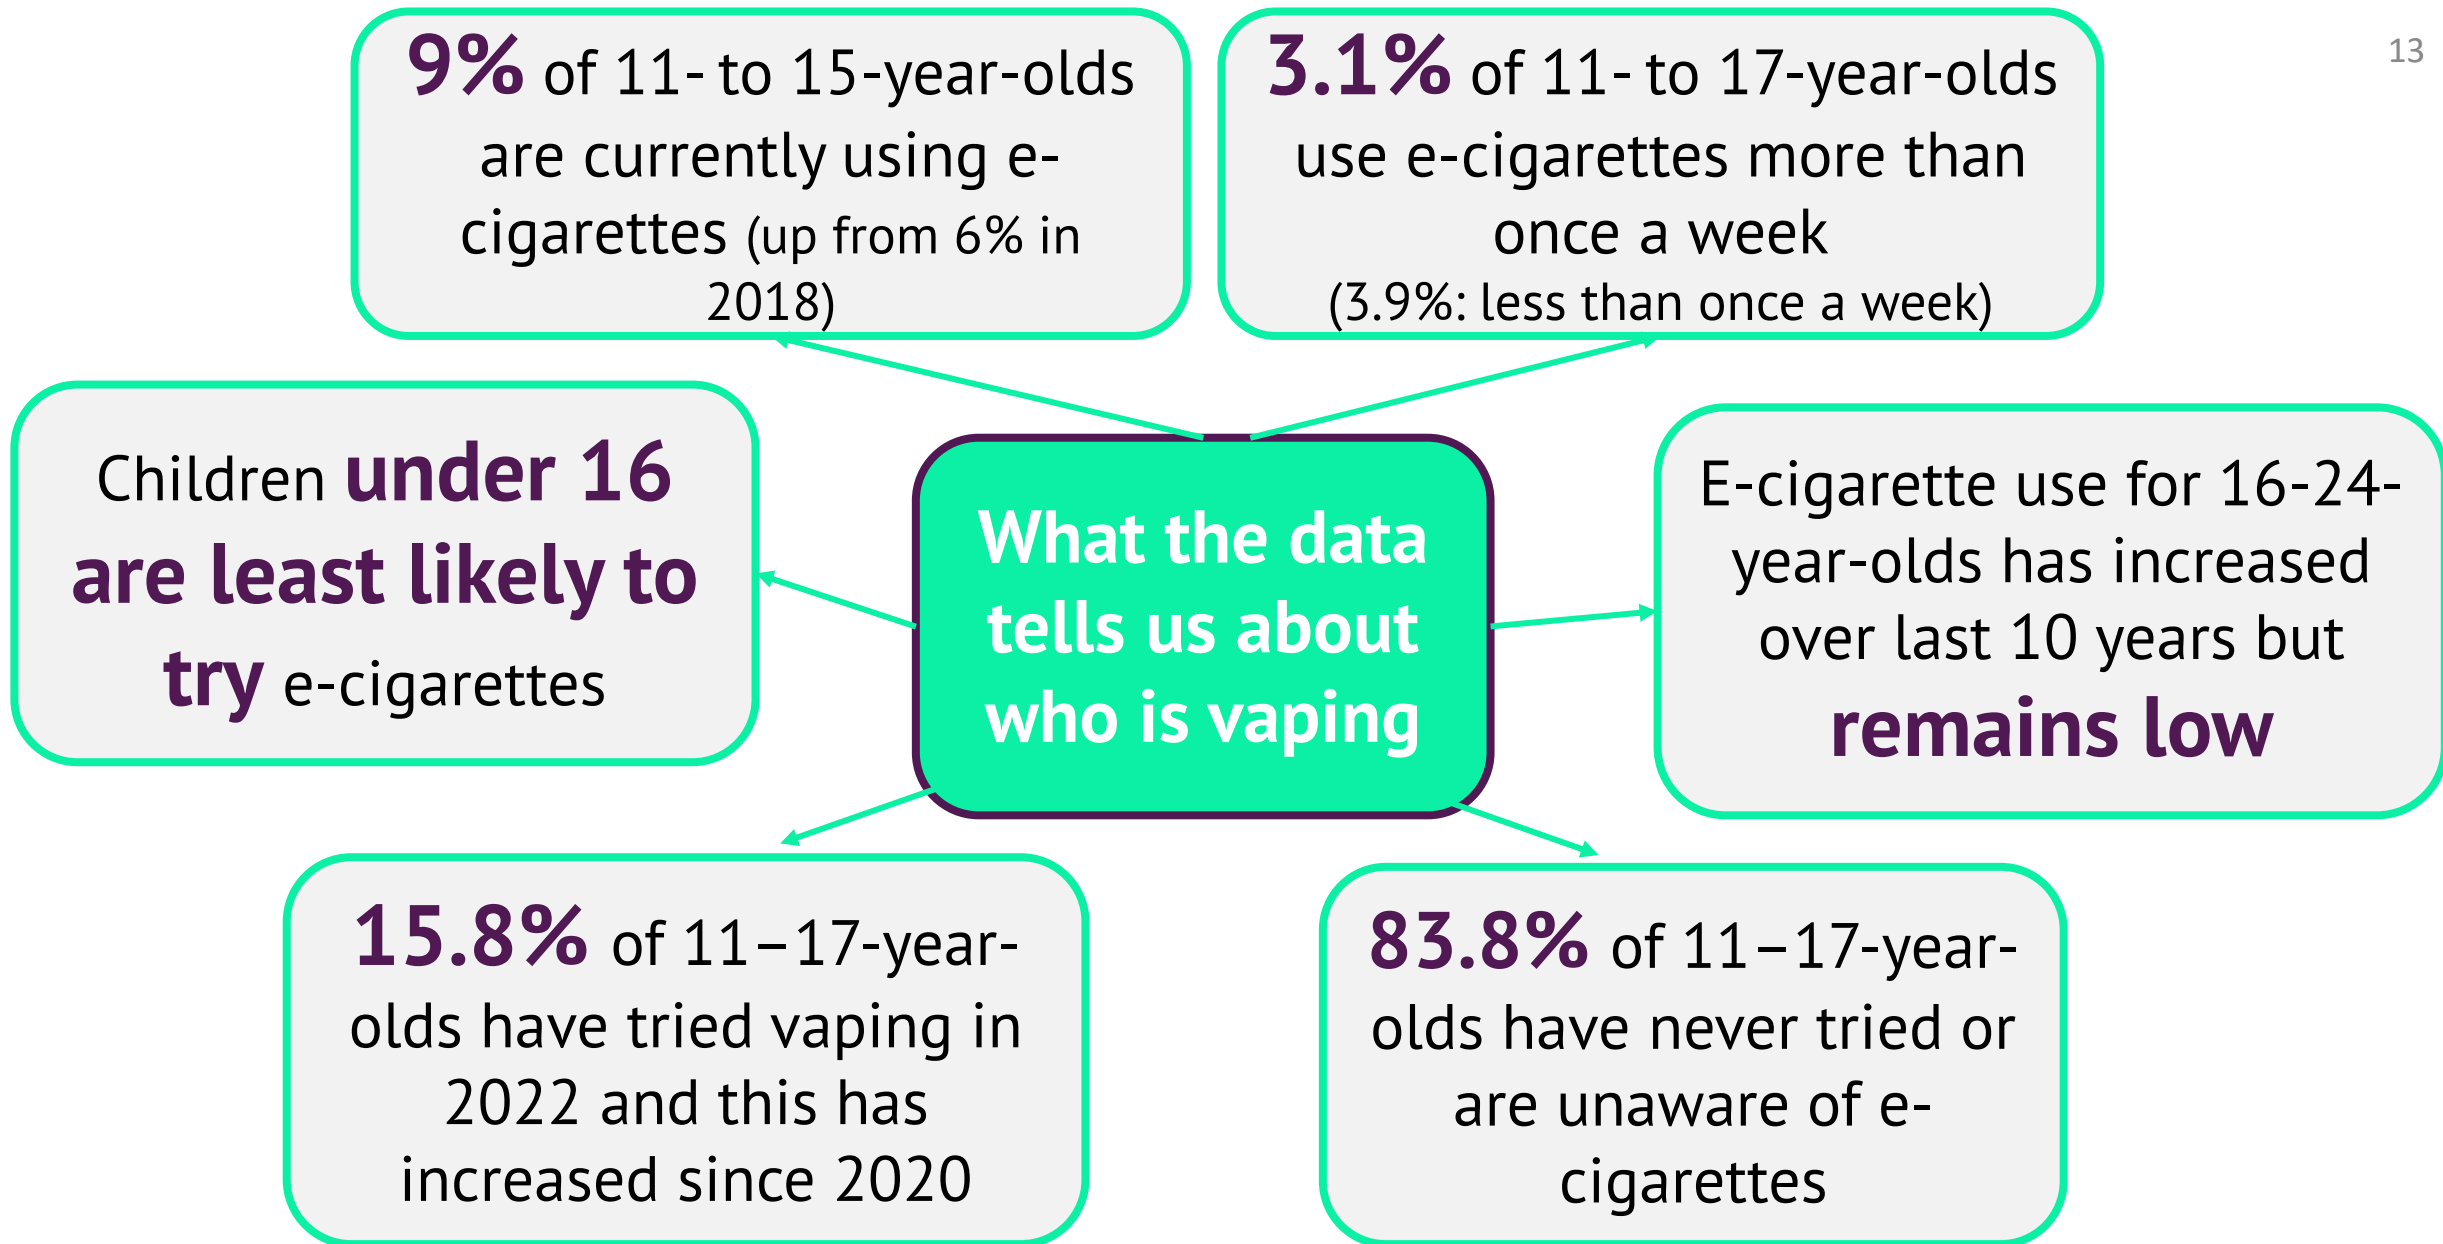 13
9% of 11- to 15-year-olds
are currently using e-
cigarettes (up from 6% in
2018)
3.1% of 11- to 17-year-olds
use e-cigarettes more than
once a week
(3.9%: less than once a week)
Children under 16
are least likely to
try e-cigarettes
What the data
tells us about
who is vaping
E-cigarette use for 16-24-
year-olds has increased
over last 10 years but
remains low
15.8% of 11–17-year-
olds have tried vaping in
2022 and this has
increased since 2020
83.8% of 11–17-year-
olds have never tried or
are unaware of e-
cigarettes